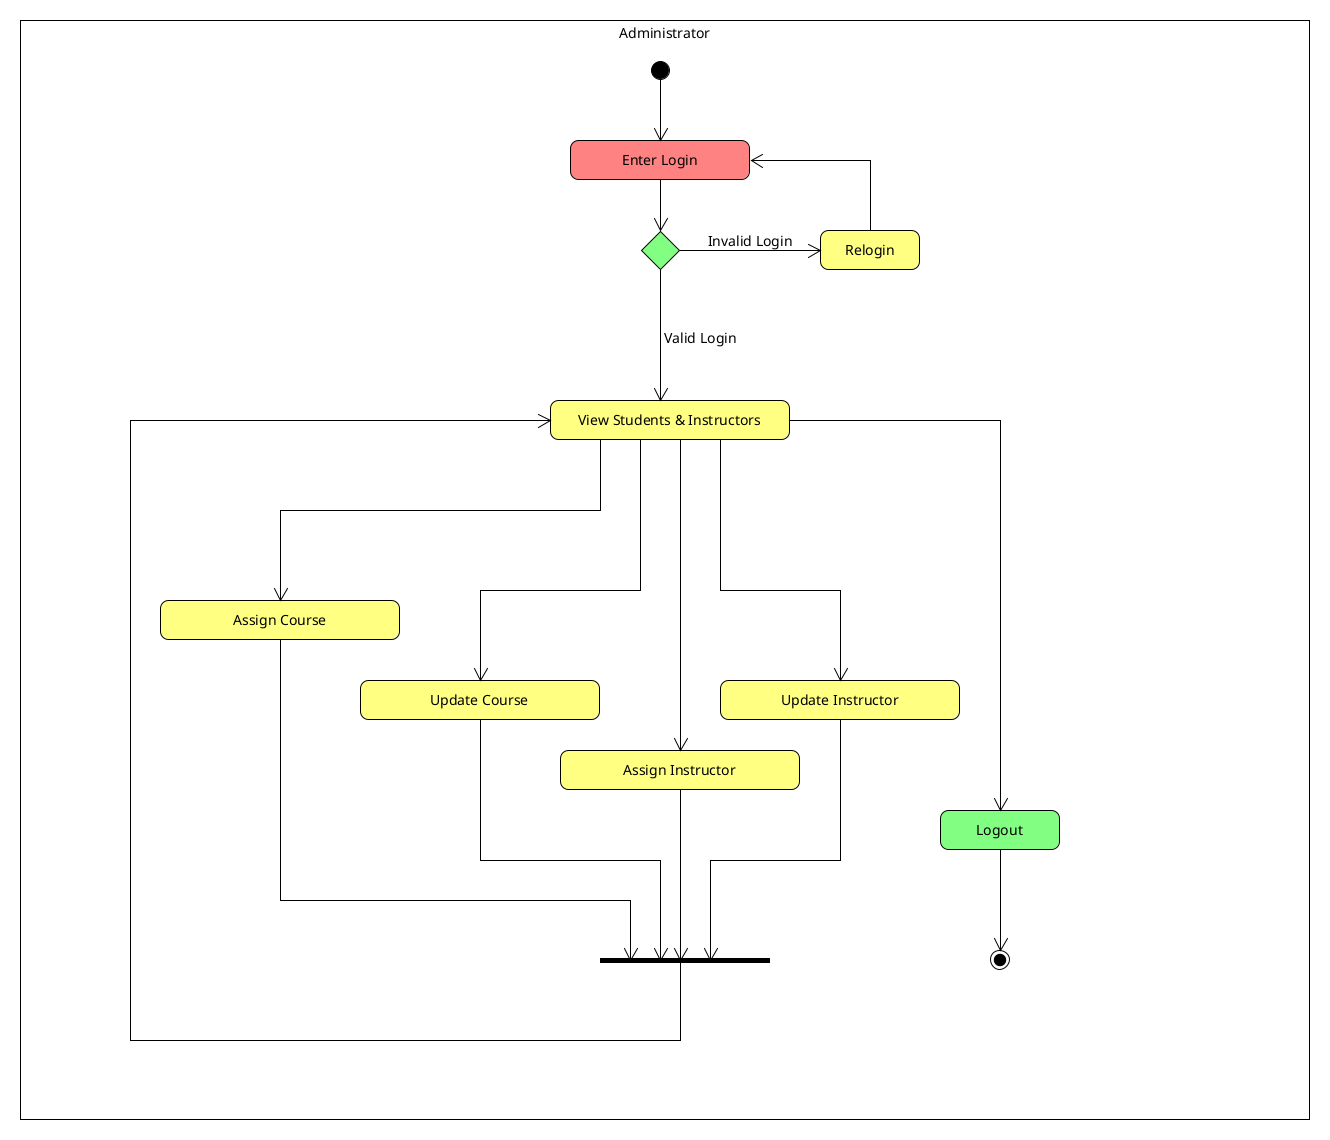 Administrator
Enter Login
Invalid Login
Relogin
Valid Login
View Students & Instructors
Assign Course
Update Course
Update Instructor
Assign Instructor
Logout